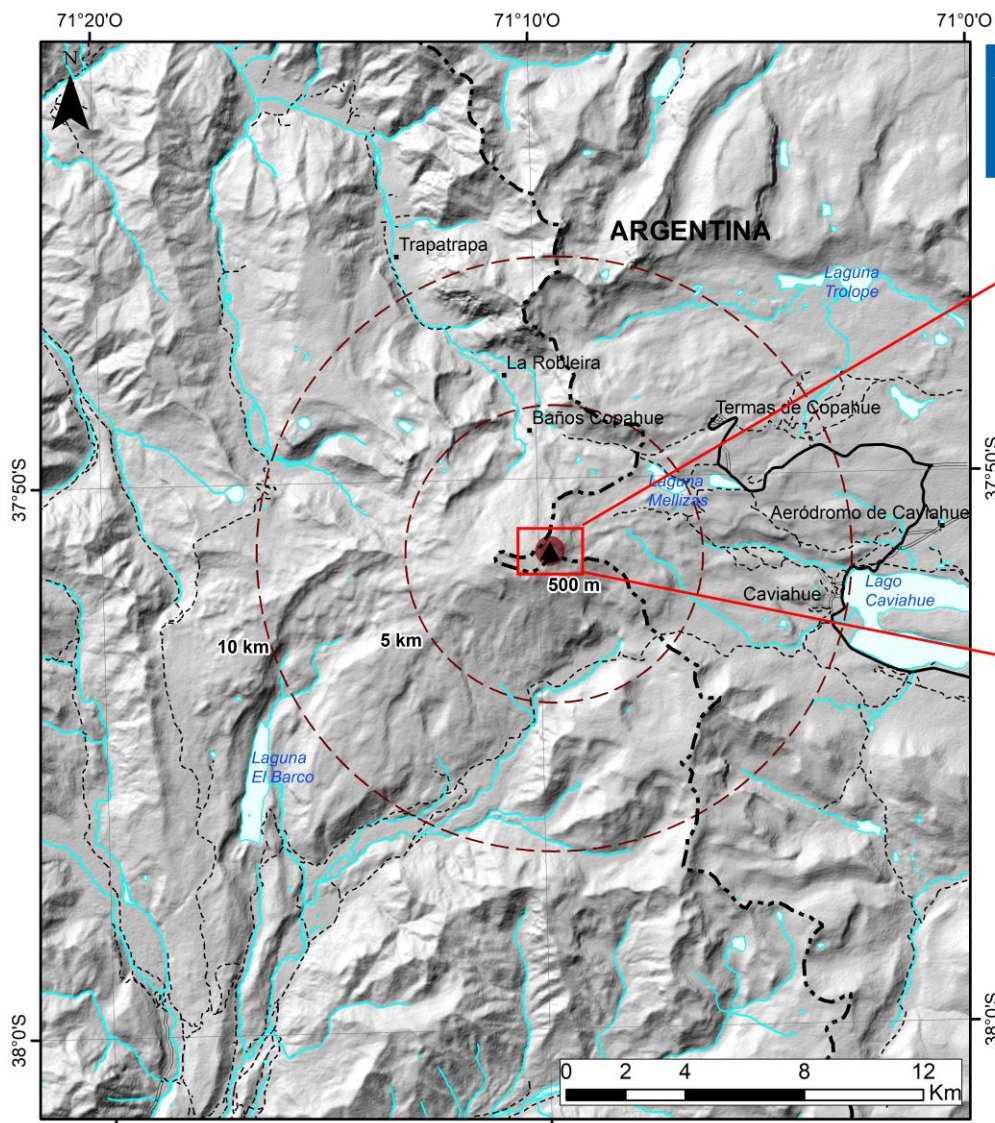 71°20'O
71°10'O
71°0'O
N
ARGENTINA
Trapatrapa
Laguna
Trolope
La Robleira
Termas de Copahue
Baños Copahue
37°50'S
37°50'S
Laguna
Mellizas
Aeródromo de Caviahue
500 m
Caviahue
Lago
Caviahue
10 km
5 km
Laguna
El Barco
38°0'S
38°0'S
0 2 4 8 12
Km